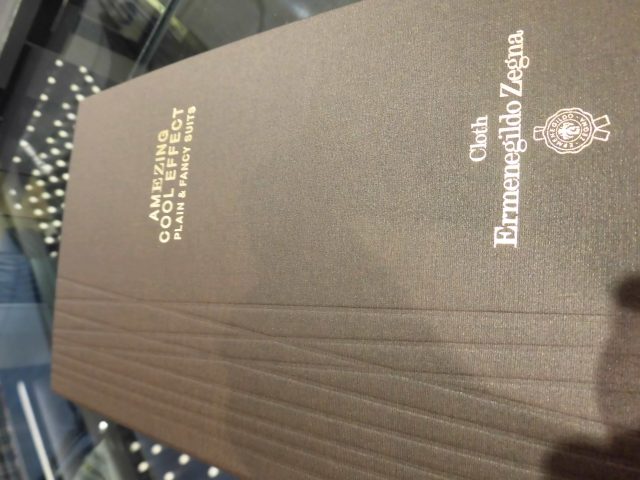 AMEZING
COOL EFFECT
PLAIN & FANCY SUITS
Cloth
Ermenegildo Zegna